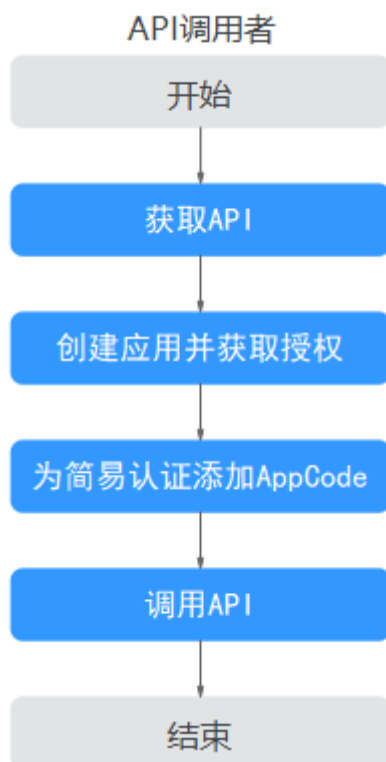 API调用者
开始
获取API
创建应用并获取授权
为简易认证添加AppCode
调用API
结束